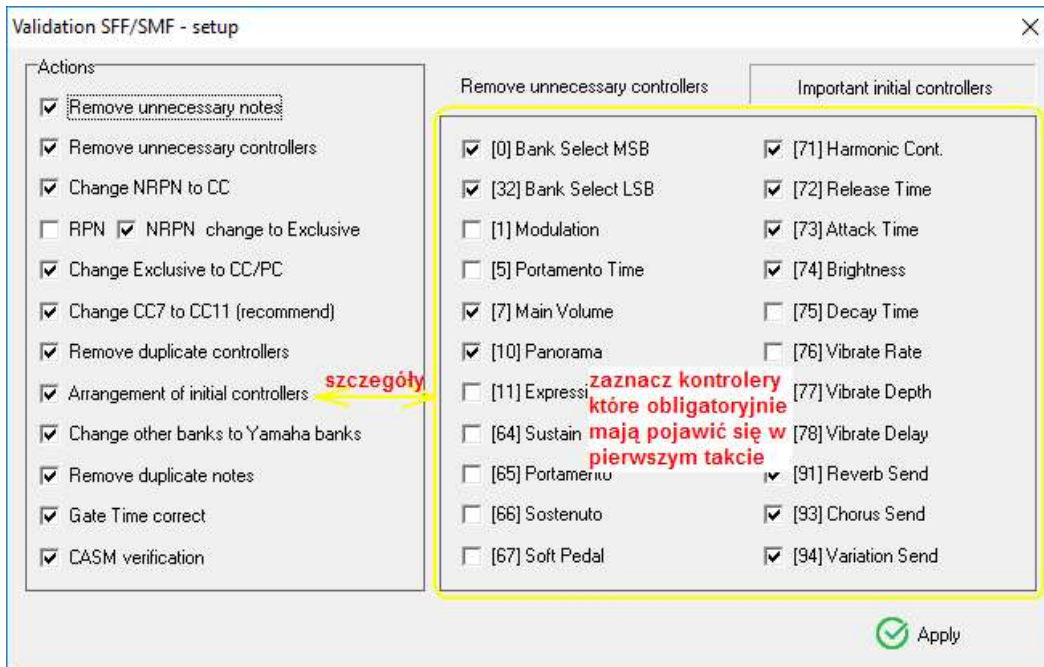 Validation SFF/SMF - setup
Actions
Remove unnecessary notes
Remove unnecessary controllers
Change NRPN to CC
RPN NRPN change to Exclusive
Change Exclusive to CC/PC
Change CC7 to CC11 (recommend)
Remove duplicate controllers
Arrangement of initial controllers
Change other banks to Yamaha banks
Remove duplicate notes
Gate Time correct
CASM verification
szczegóły
Remove unnecessary controllers
Important initial controllers
[0] Bank Select MSB
[32] Bank Select LSB
[1] Modulation
[5] Portamento Time
[7] Main Volume
[10] Panorama
[11] Expressi
[64] Sustain
[65] Portamento
[66] Sostenuto
[67] Soft Pedal
zaznacz kontrolery
które obligatoryjnie
mają pojawić się w
pierwszym takcie
[71] Harmonic Cont.
[72] Release Time
[73] Attack Time
[74] Brightness
[75] Decay Time
[76] Vibrate Rate
[77] Vibrate Depth
[78] Vibrate Delay
[91] Reverb Send
[93] Chorus Send
[94] Variation Send
Apply